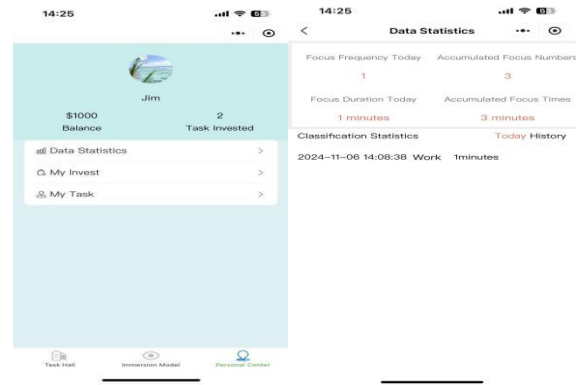 14:25
Jim
$1000
2
Balance
Task Invested
Data Statistics
My Invest
My Task
Task Hall
Immersion Model
Personal Center
14:25
Data Statistics
Focus Frequency Today
Accumulated Focus Numbers
1
3
Focus Duration Today
Accumulated Focus Times
1 minutes
3 minutes
Classification Statistics
Today History
2024-11-06 14:08:38 Work 1minutes